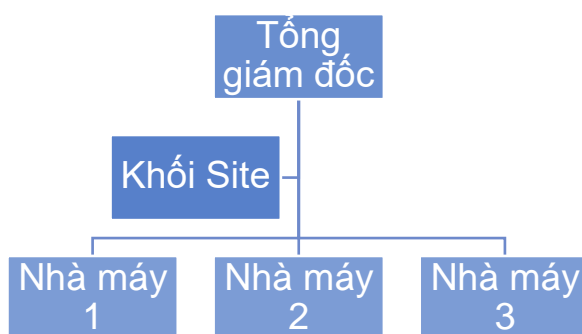 Tổng
giám đốc
Khối Site
Nhà máy
1
Nhà máy
2
Nhà máy
3